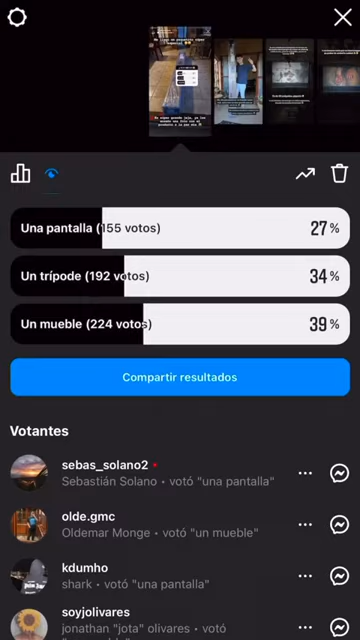 Una pantalla (155 votos)
27%
Un trípode (192 votos)
34%
Un mueble (224 votos)
39%
Compartir resultados
Votantes
sebas_solano2
Sebastián Solano • votó "una pantalla"
olde.gmc
Oldemar Monge • votó "un mueble"
kdumho
shark • votó "una pantalla"
soyjolivares
jonathan "jota" olivares • votó